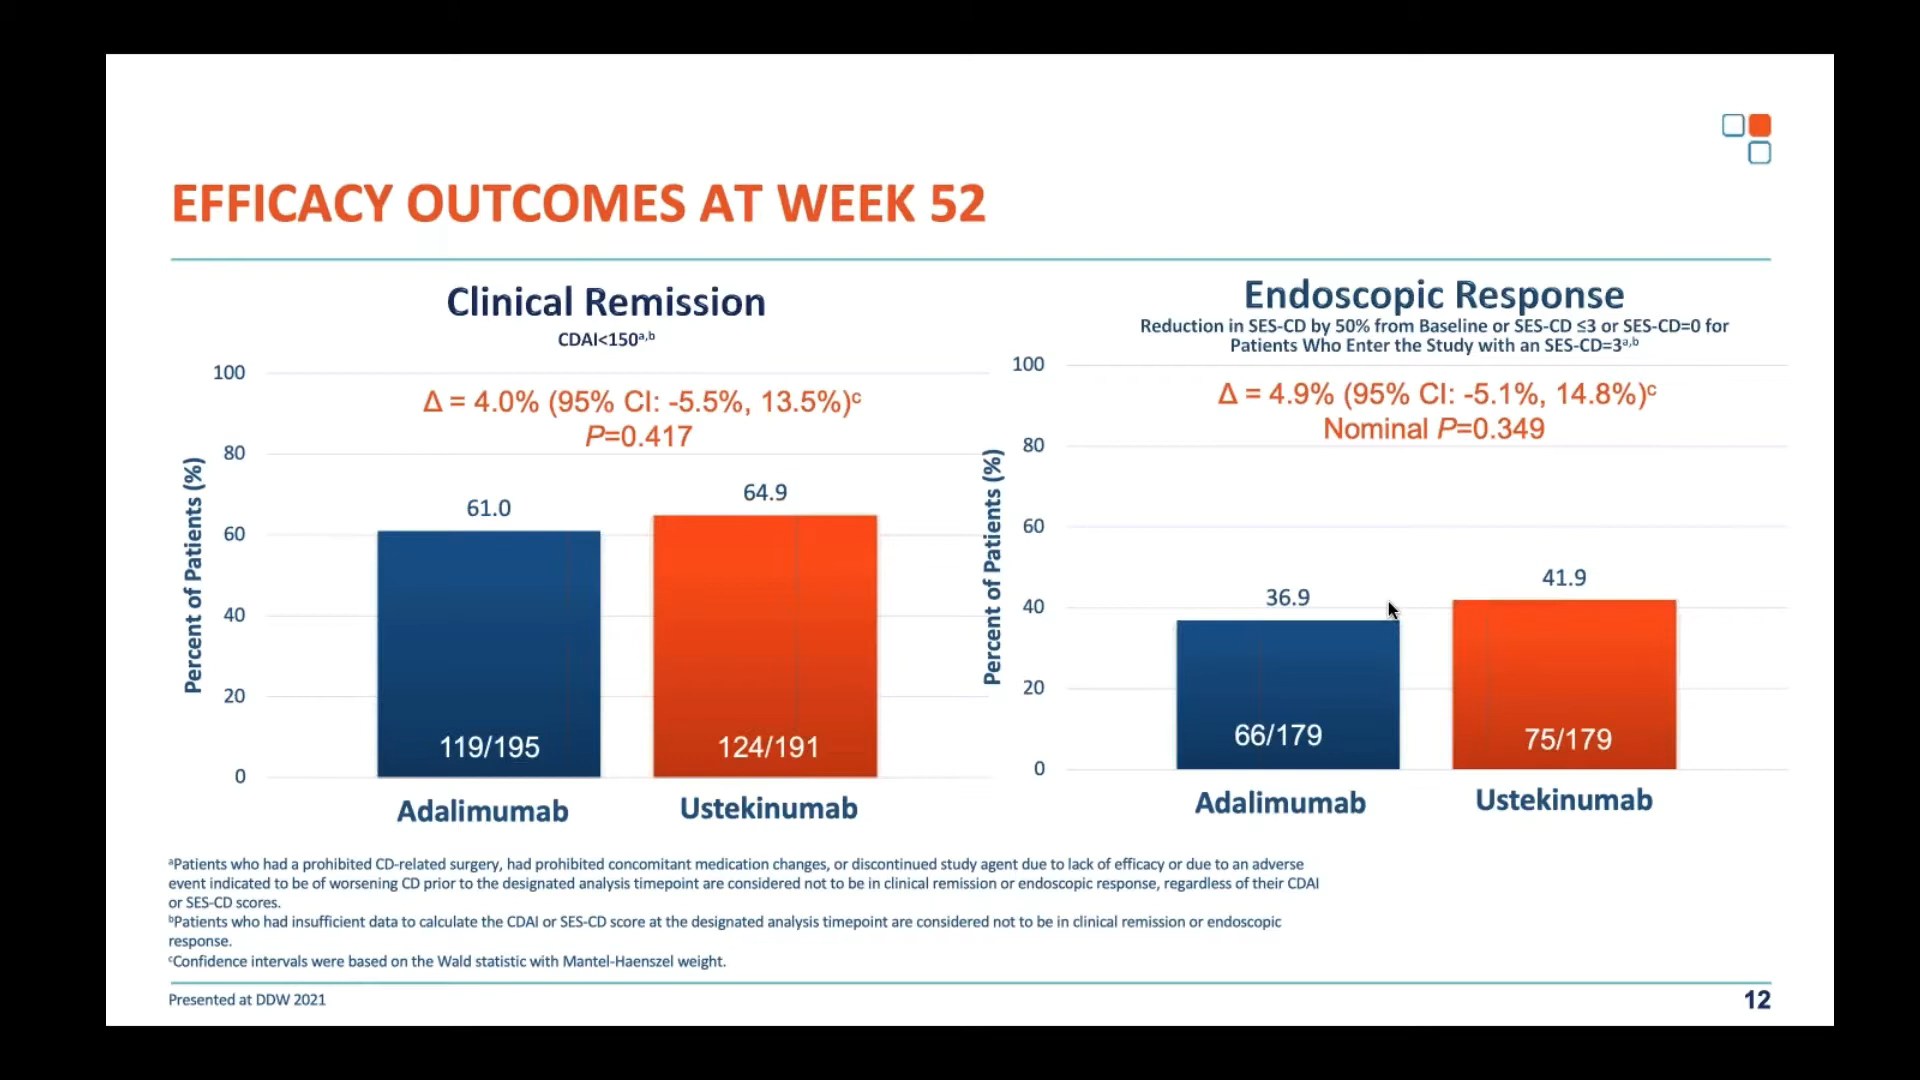 EFFICACY OUTCOMES AT WEEK 52
Clinical Remission
CDAI<150a,b
Δ = 4.0% (95% CI: -5.5%, 13.5%)c
P=0.417
Percent of Patients (%)
100
80
60
40
20
0
61.0
64.9
119/195
124/191
Adalimumab
Ustekinumab
Endoscopic Response
Reduction in SES-CD by 50% from Baseline or SES-CD ≤3 or SES-CD=0 for
Patients Who Enter the Study with an SES-CD=3a,b
Δ = 4.9% (95% CI: -5.1%, 14.8%)c
Nominal P=0.349
Percent of Patients (%)
100
80
60
40
20
0
36.9
41.9
66/179
75/179
Adalimumab
Ustekinumab
aPatients who had a prohibited CD-related surgery, had prohibited concomitant medication changes, or discontinued study agent due to lack of efficacy or due to an adverse
event indicated to be of worsening CD prior to the designated analysis timepoint are considered not to be in clinical remission or endoscopic response, regardless of their CDAI
or SES-CD scores.
bPatients who had insufficient data to calculate the CDAI or SES-CD score at the designated analysis timepoint are considered not to be in clinical remission or endoscopic
response.
cConfidence intervals were based on the Wald statistic with Mantel-Haenszel weight.
Presented at DDW 2021
12